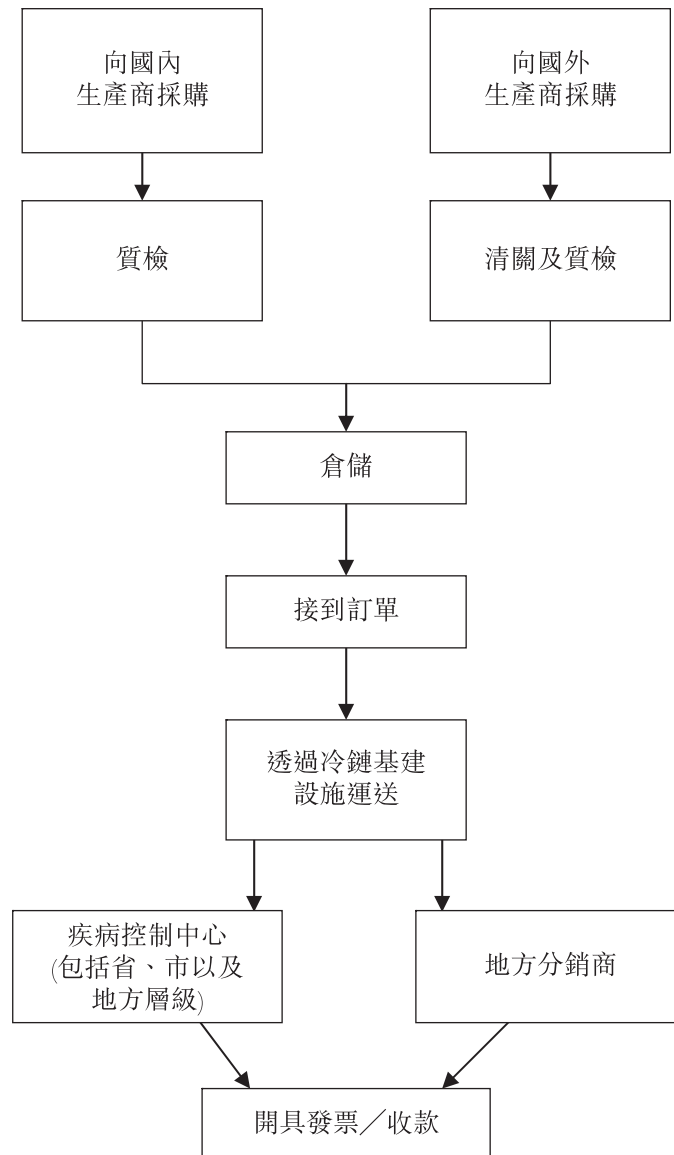 向國內
生產商採購
向國外
生產商採購
質檢
清關及質檢
倉儲
接到訂單
透過冷鏈基建
設施運送
疾病控制中心
(包括省、市以及
地方層級)
地方分銷商
開具發票／收款